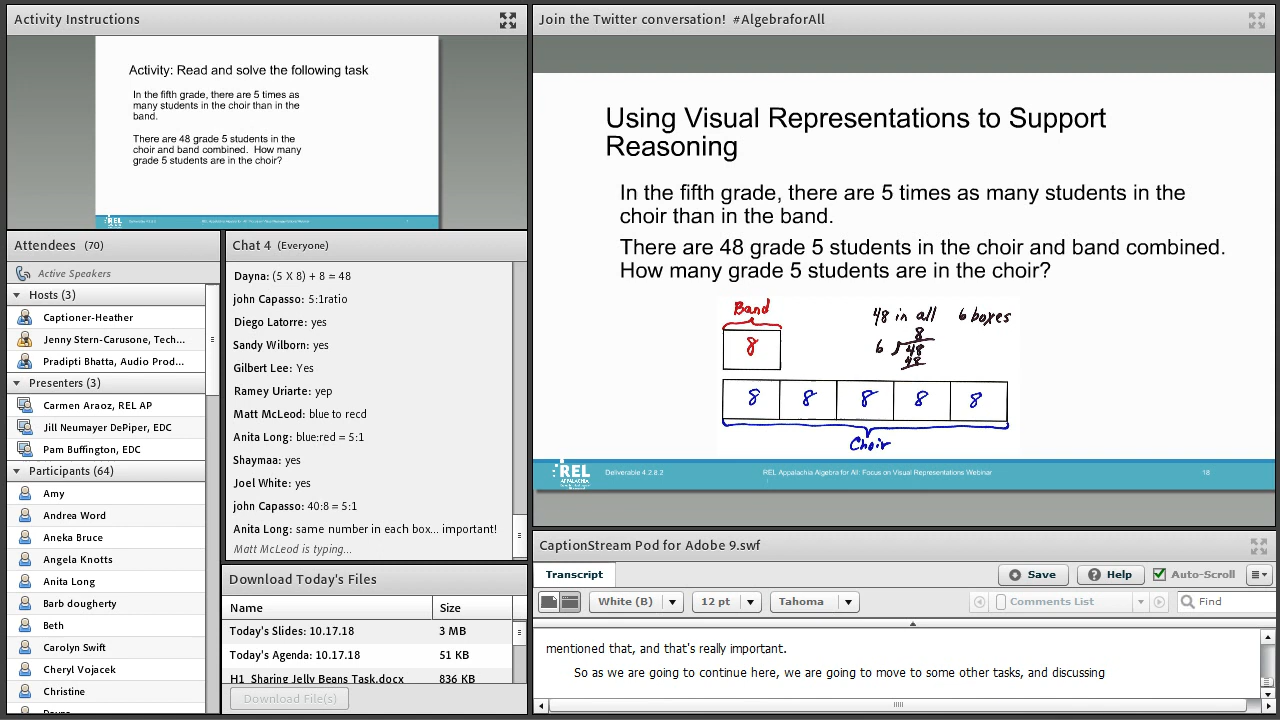 Activity Instructions
Activity: Read and solve the following task
In the fifth grade, there are 5 times as
many students in the choir than in the
band.
There are 48 grade 5 students in the
choir and band combined. How many
grade 5 students are in the choir?
REL
REL Appalachia Algebra for All: Focus on Visual Representations Webinar
Attendees (70)
Active Speakers
Hosts (3)
Captioner-Heather
Jenny Stern-Carusone, Tech...
Pradipti Bhatta, Audio Prod...
Presenters (3)
Carmen Araoz, REL AP
Jill Neumayer DePiper, EDC
Pam Buffington, EDC
Participants (64)
Amy
Andrea Word
Aneka Bruce
Angela Knotts
Anita Long
Barb dougherty
Beth
Carolyn Swift
Cheryl Vojacek
Christine
Chat 4 (Everyone)
Dayna: (5 X 8) + 8 = 48
john Capasso: 5:1ratio
Diego Latorre: yes
Sandy Wilborn: yes
Gilbert Lee: Yes
Ramey Uriarte: yep
Matt McLeod: blue to recd
Anita Long: blue:red = 5:1
Shaymaa: yes
Joel White: yes
john Capasso: 40:8 = 5:1
Anita Long: same number in each box... important!
Matt McLeod is typing...
Download Today's Files
Name Size
Today's Slides: 10.17.18 3 MB
Today's Agenda: 10.17.18 51 KB
H1_Sharing Jelly Beans Task.docx 836 KB
Download File(s)
Join the Twitter conversation! #AlgebraforAll
Using Visual Representations to Support
Reasoning
In the fifth grade, there are 5 times as many students in the
choir than in the band.
There are 48 grade 5 students in the choir and band combined.
How many grade 5 students are in the choir?
Band
8
48 in all 6 boxes
8
6 48
48
8 8 8 8 8
Choir
REL
APPALACHIA
Deliverable 4.2.8.2
REL Appalachia Algebra for All: Focus on Visual Representations Webinar
18
CaptionStream Pod for Adobe 9.swf
Transcript
Save
Help
Auto-Scroll
White (B)
12 pt
Tahoma
Comments List
Find
mentioned that, and that's really important.
So as we are going to continue here, we are going to move to some other tasks, and discussing